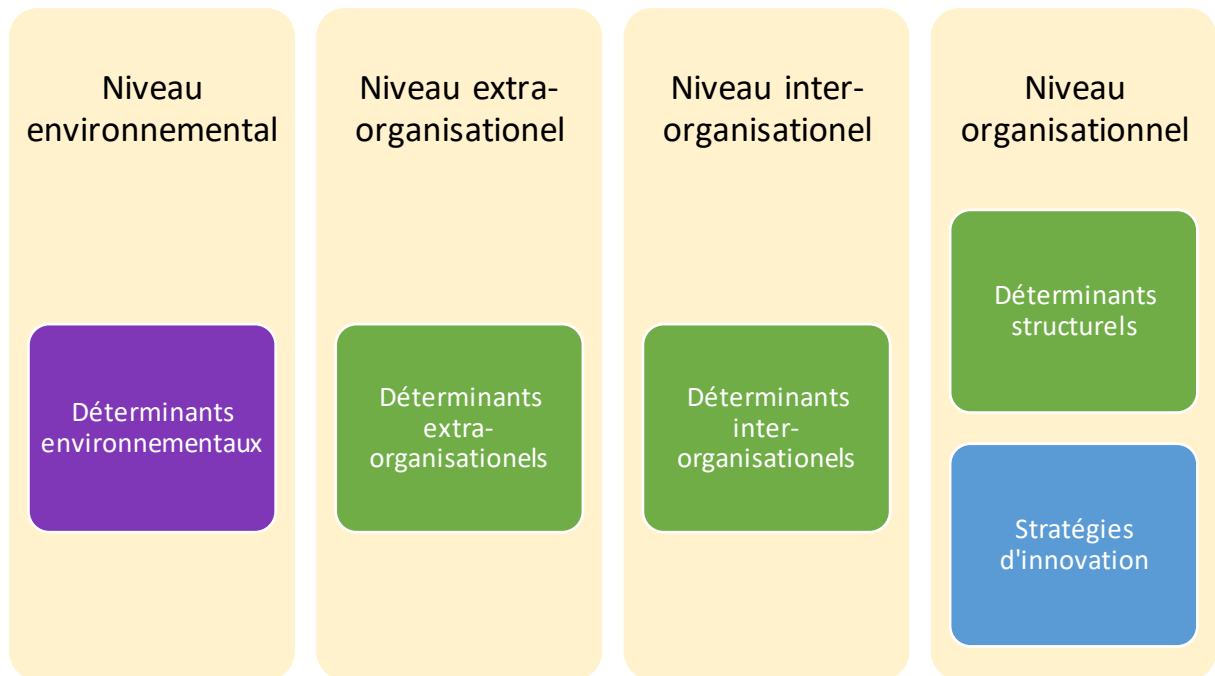 Niveau
environnemental
Niveau extra-
organisationel
Niveau inter-
organisationel
Niveau
organisationnel
Déterminants
environnementaux
Déterminants
extra-
organisationels
Déterminants
inter-
organisationels
Déterminants
structurels
Stratégies
d'innovation